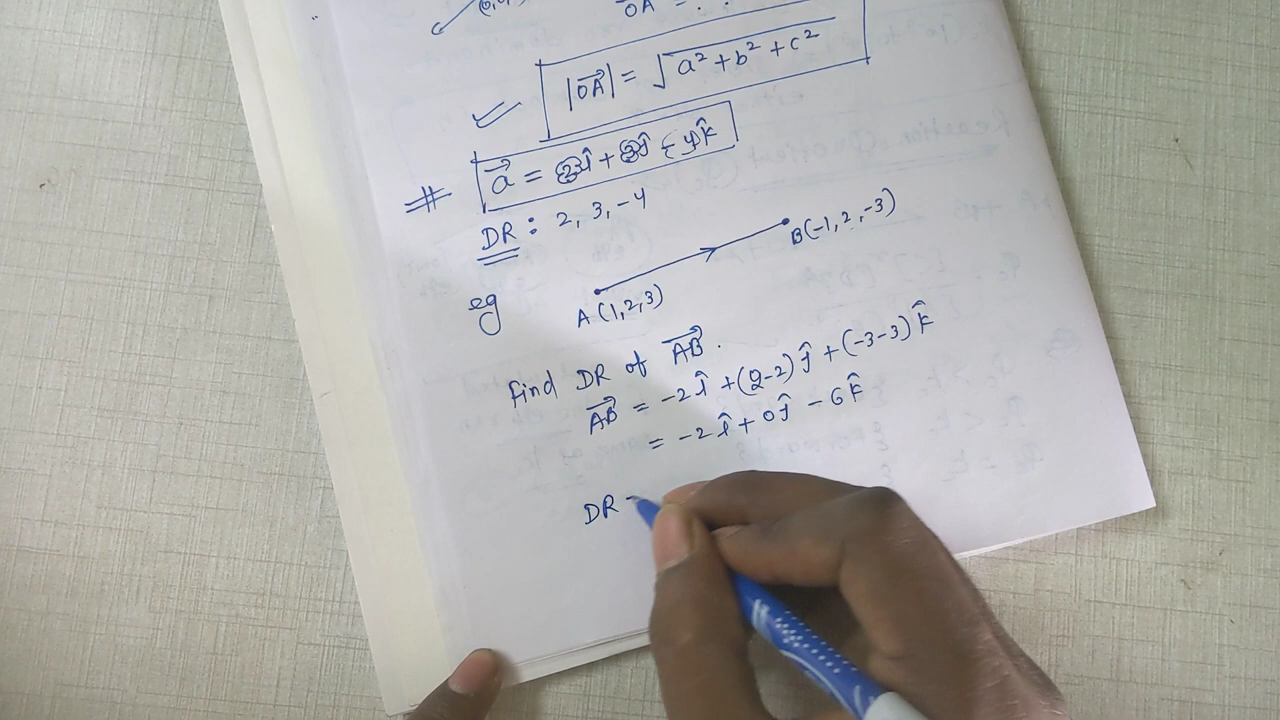 OA
|OA| = √a² + b² + c²
a = 2î + 3ĵ - 4k̂
DR : 2, 3, -4
eg
B(-1, 2, -3)
A (1,2,3)
Find DR of AB.
AB = -2î + (2-2)ĵ + (-3-3)k̂
= -2î + 0ĵ - 6k̂
DR